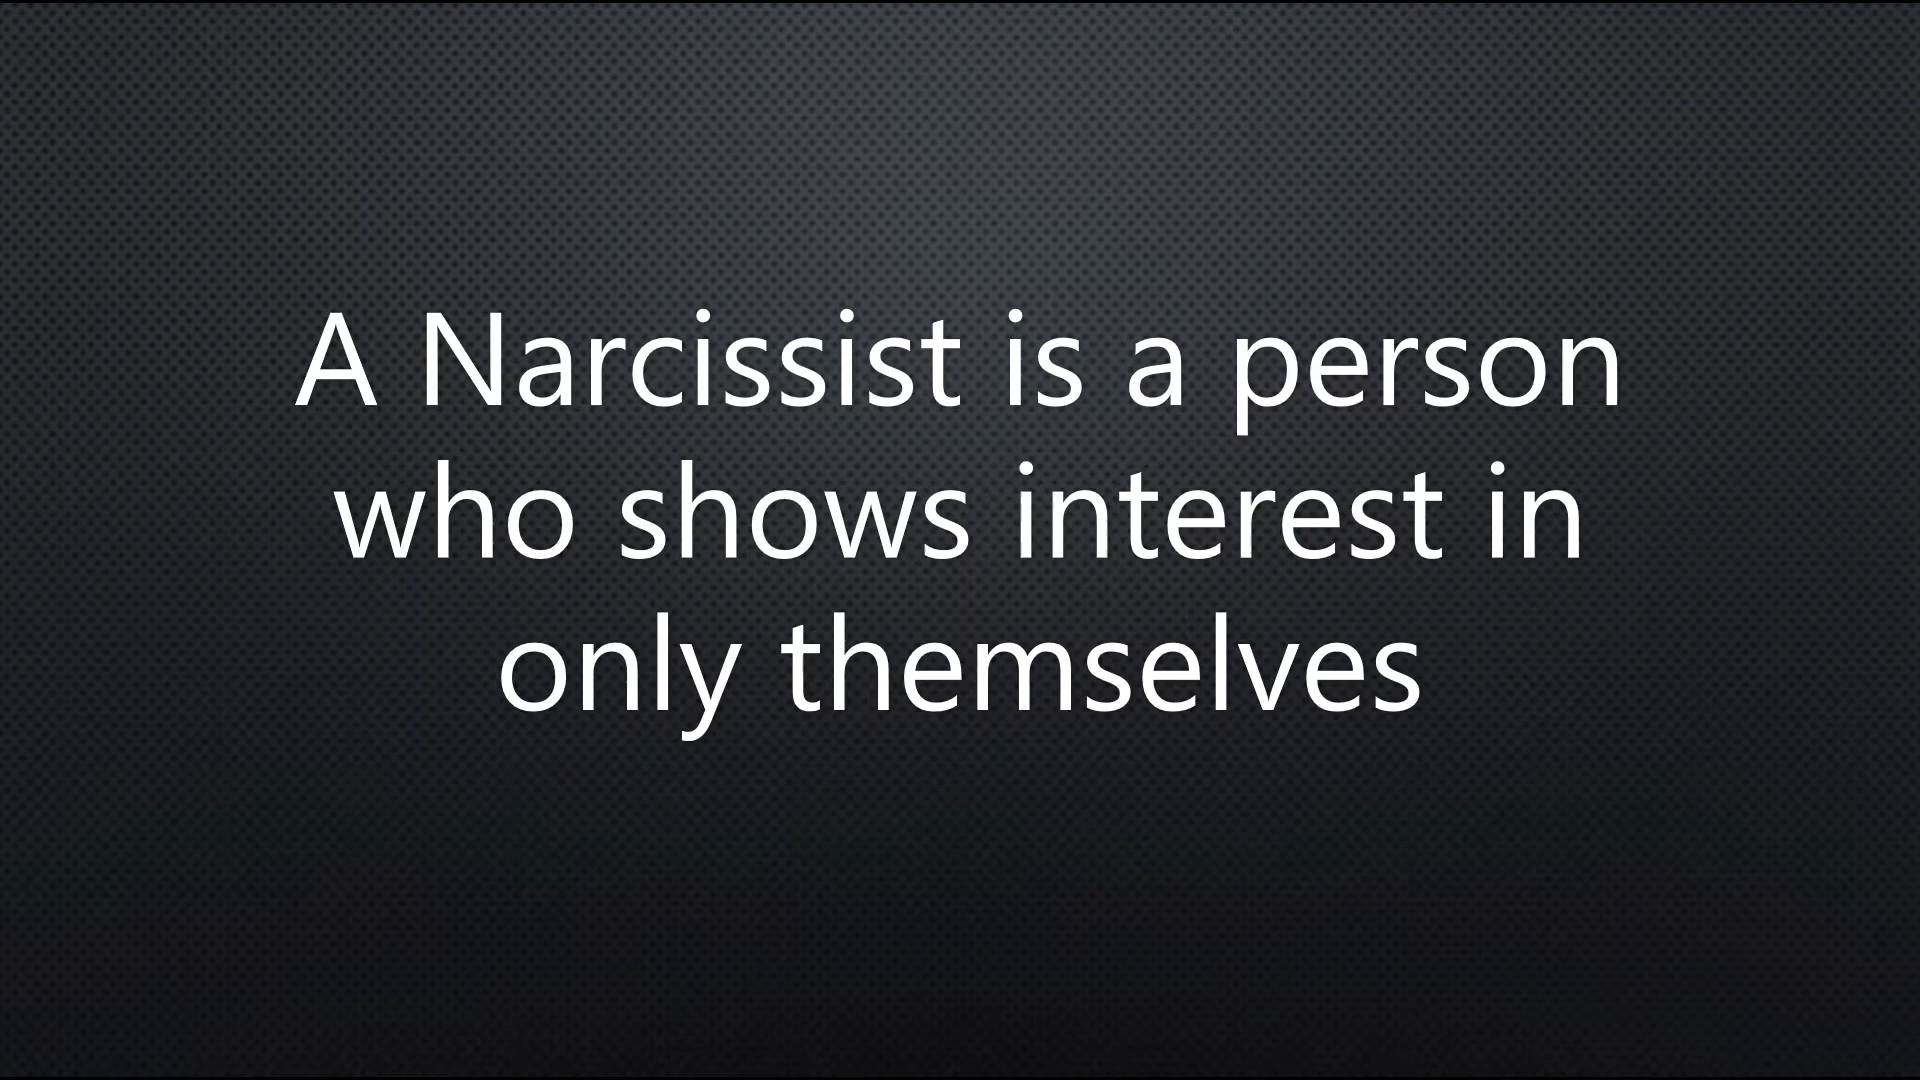 A Narcissist is a person
who shows interest in
only themselves